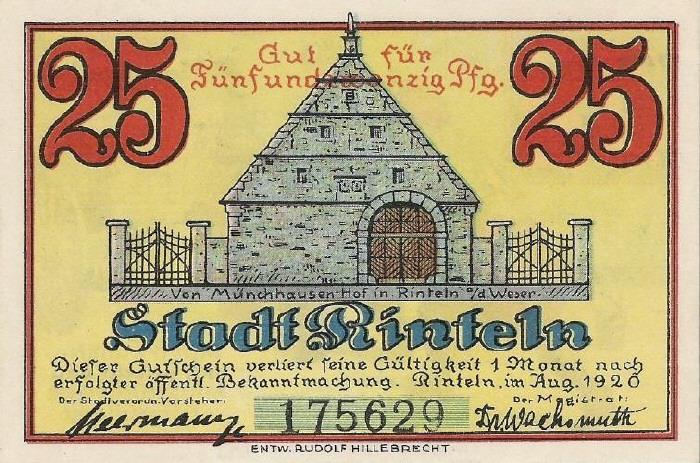 25 Gut für 25
Fünfundzwanzig Pfg.
Von Münchhausen Hof in Rinteln a/d Weser.
Stadt Rinteln
Dieser Gutschein verliert seine Gültigkeit 1 Monat nach
erfolgter öffentl. Bekanntmachung. Rinteln, im Aug. 1920
Der Stadtverordn.-Vorsteher: Der Magistrat:
175629 Dr Wachsmuth
ENTW. RUDOLF HILLEBRECHT.